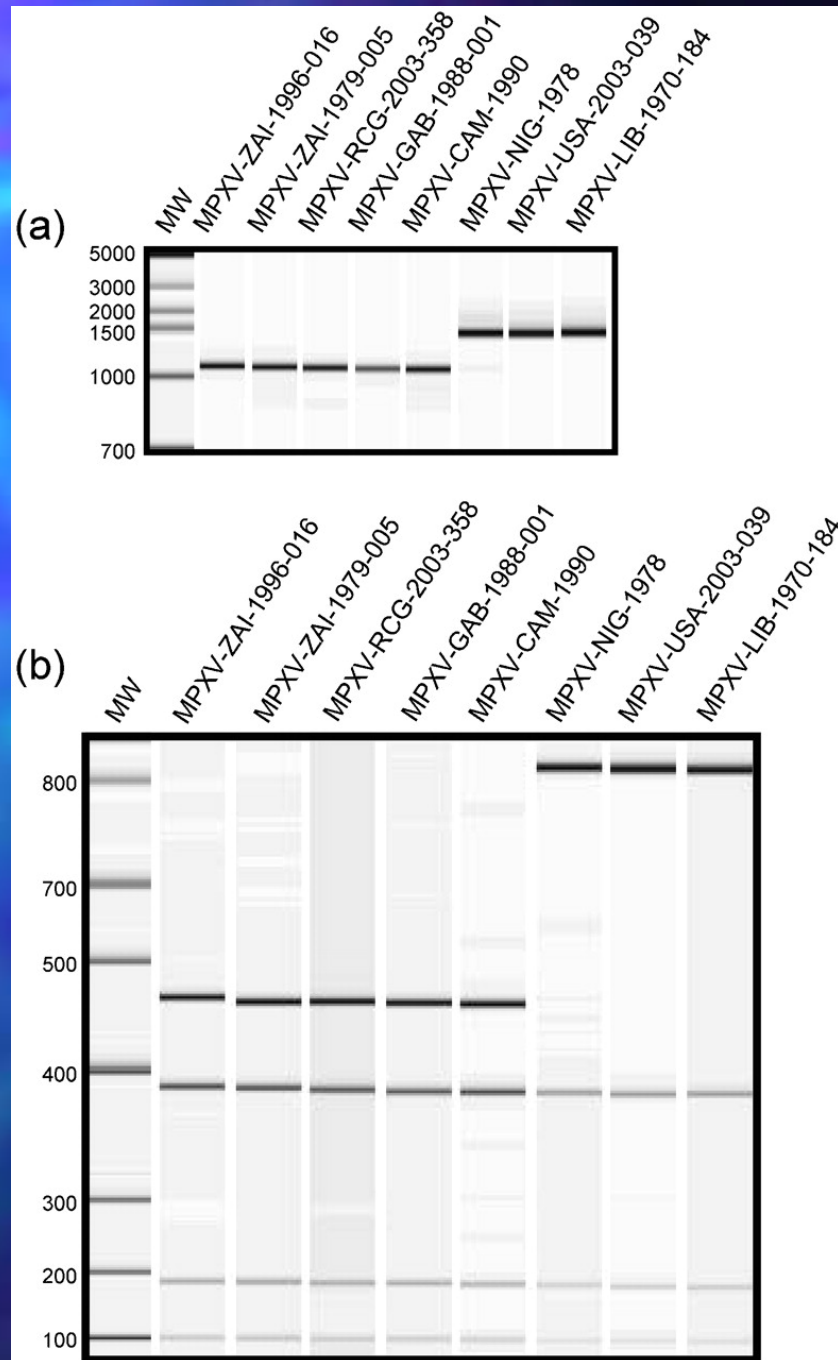 (a)
MW
MPXV-ZAI-1996-016
MPXV-ZAI-1979-005
MPXV-RCG-2003-358
MPXV-GAB-1988-001
MPXV-CAM-1990
MPXV-NIG-1978
MPXV-USA-2003-039
MPXV-LIB-1970-184
5000
3000
2000
1500
1000
700
(b)
MW
MPXV-ZAI-1996-016
MPXV-ZAI-1979-005
MPXV-RCG-2003-358
MPXV-GAB-1988-001
MPXV-CAM-1990
MPXV-NIG-1978
MPXV-USA-2003-039
MPXV-LIB-1970-184
800
700
500
400
300
200
100